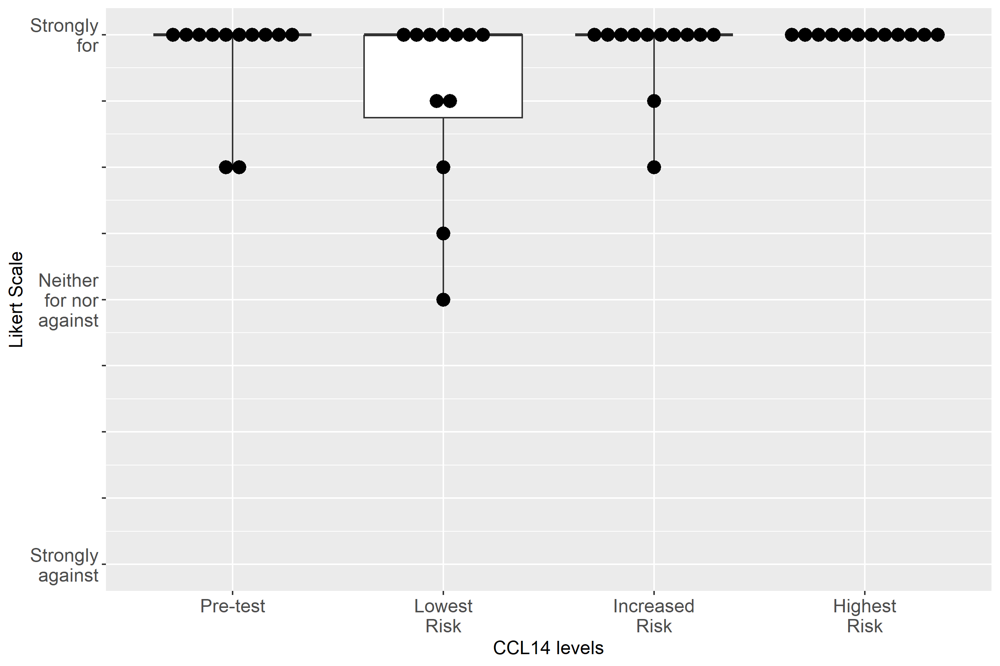 Strongly
for
Neither
for nor
against
Strongly
against
Likert Scale
Pre-test
Lowest
Risk
Increased
Risk
Highest
Risk
CCL14 levels